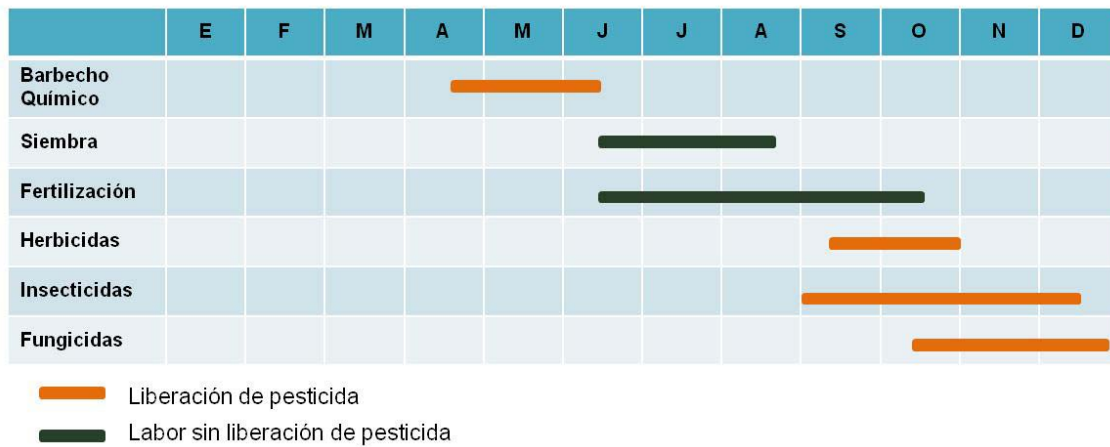 E F M A M J J A S O N D
Barbecho
Químico
Siembra
Fertilización
Herbicidas
Insecticidas
Fungicidas
Liberación de pesticida
Labor sin liberación de pesticida